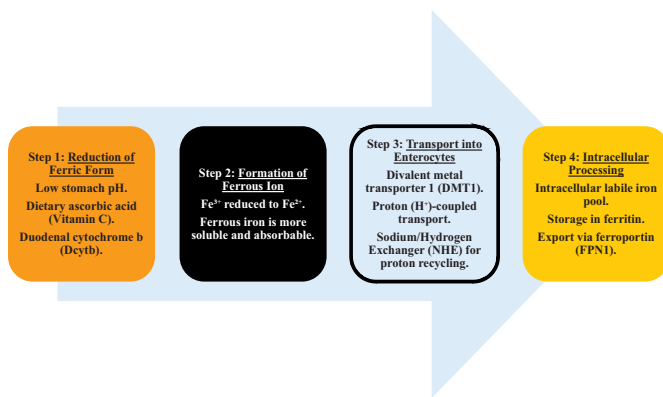 Step 1: Reduction of
Ferric Form
Low stomach pH.
Dietary ascorbic acid
(Vitamin C).
Duodenal cytochrome b
(Dcytb).
Step 2: Formation of
Ferrous Ion
Fe³⁺ reduced to Fe²⁺.
Ferrous iron is more
soluble and absorbable.
Step 3: Transport into
Enterocytes
Divalent metal
transporter 1 (DMT1).
Proton (H⁺)-coupled
transport.
Sodium/Hydrogen
Exchanger (NHE) for
proton recycling.
Step 4: Intracellular
Processing
Intracellular labile iron
pool.
Storage in ferritin.
Export via ferroportin
(FPN1).